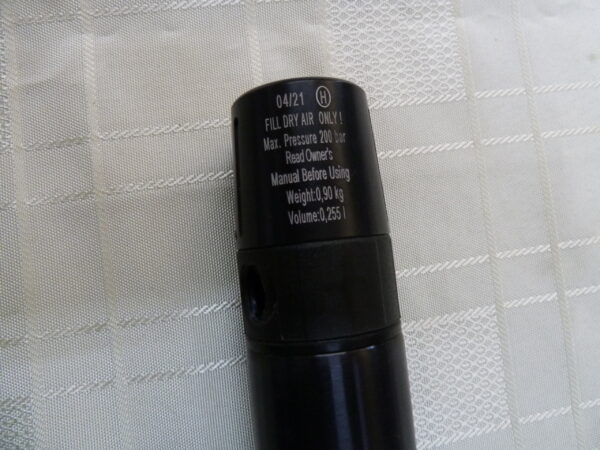 04/21 Ⓗ
FILL DRY AIR ONLY !
Max. Pressure 200 bar
Read Owner's
Manual Before Using
Weight:0,90 kg
Volume:0,255 l